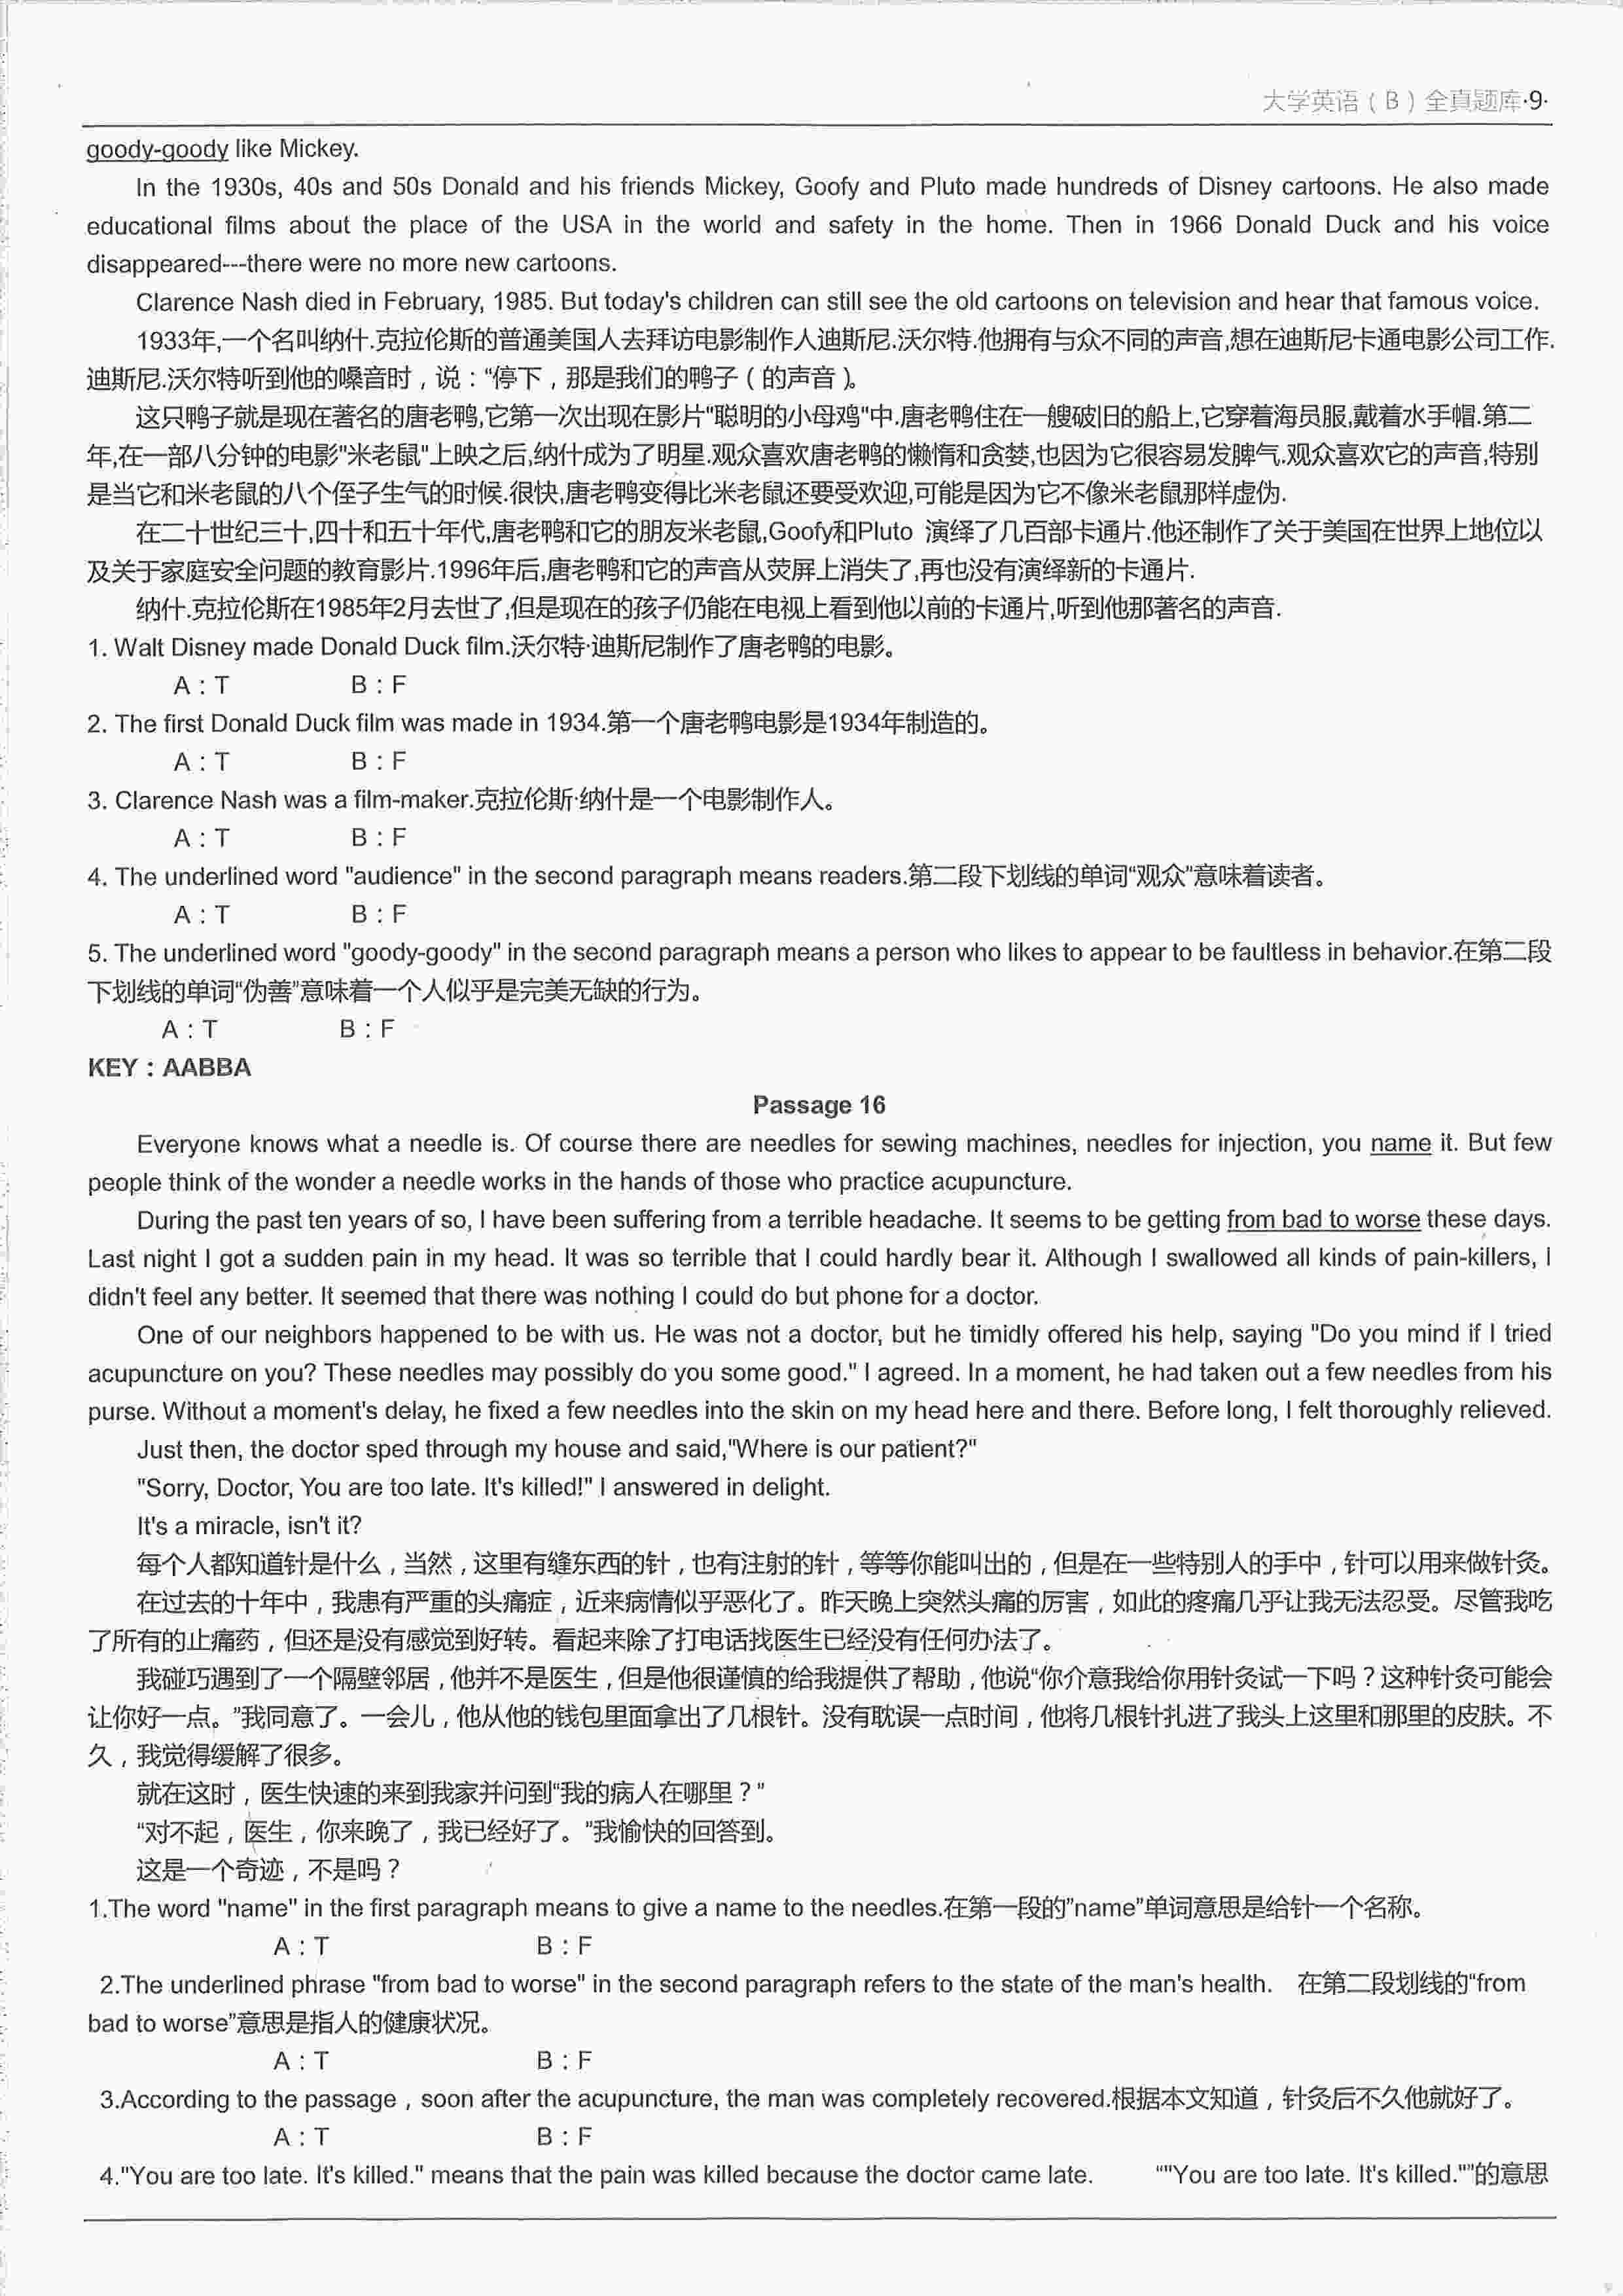 大学英语（B）全真题库·9·
goody-goody like Mickey.
In the 1930s, 40s and 50s Donald and his friends Mickey, Goofy and Pluto made hundreds of Disney cartoons. He also made
educational films about the place of the USA in the world and safety in the home. Then in 1966 Donald Duck and his voice
disappeared---there were no more new cartoons.
Clarence Nash died in February, 1985. But today's children can still see the old cartoons on television and hear that famous voice.
1933年,一个名叫纳什.克拉伦斯的普通美国人去拜访电影制作人迪斯尼.沃尔特.他拥有与众不同的声音,想在迪斯尼卡通电影公司工作.
迪斯尼.沃尔特听到他的嗓音时，说："停下，那是我们的鸭子（的声音）。
这只鸭子就是现在著名的唐老鸭,它第一次出现在影片"聪明的小母鸡"中.唐老鸭住在一艘破旧的船上,它穿着海员服,戴着水手帽.第二
年,在一部八分钟的电影"米老鼠"上映之后,纳什成为了明星.观众喜欢唐老鸭的懒惰和贪婪,也因为它很容易发脾气.观众喜欢它的声音,特别
是当它和米老鼠的八个侄子生气的时候.很快,唐老鸭变得比米老鼠还要受欢迎,可能是因为它不像米老鼠那样虚伪.
在二十世纪三十,四十和五十年代,唐老鸭和它的朋友米老鼠,Goofy和Pluto 演绎了几百部卡通片.他还制作了关于美国在世界上地位以
及关于家庭安全问题的教育影片.1996年后,唐老鸭和它的声音从荧屏上消失了,再也没有演绎新的卡通片.
纳什.克拉伦斯在1985年2月去世了,但是现在的孩子仍能在电视上看到他以前的卡通片,听到他那著名的声音.
1. Walt Disney made Donald Duck film.沃尔特·迪斯尼制作了唐老鸭的电影。
A：T B：F
2. The first Donald Duck film was made in 1934.第一个唐老鸭电影是1934年制造的。
A：T B：F
3. Clarence Nash was a film-maker.克拉伦斯·纳什是一个电影制作人。
A：T B：F
4. The underlined word "audience" in the second paragraph means readers.第二段下划线的单词“观众”意味着读者。
A：T B：F
5. The underlined word "goody-goody" in the second paragraph means a person who likes to appear to be faultless in behavior.在第二段
下划线的单词“伪善”意味着一个人似乎是完美无缺的行为。
A：T B：F
KEY：AABBA
Passage 16
Everyone knows what a needle is. Of course there are needles for sewing machines, needles for injection, you name it. But few
people think of the wonder a needle works in the hands of those who practice acupuncture.
During the past ten years of so, I have been suffering from a terrible headache. It seems to be getting from bad to worse these days.
Last night I got a sudden pain in my head. It was so terrible that I could hardly bear it. Although I swallowed all kinds of pain-killers, I
didn't feel any better. It seemed that there was nothing I could do but phone for a doctor.
One of our neighbors happened to be with us. He was not a doctor, but he timidly offered his help, saying "Do you mind if I tried
acupuncture on you? These needles may possibly do you some good." I agreed. In a moment, he had taken out a few needles from his
purse. Without a moment's delay, he fixed a few needles into the skin on my head here and there. Before long, I felt thoroughly relieved.
Just then, the doctor sped through my house and said,"Where is our patient?"
"Sorry, Doctor, You are too late. It's killed!" I answered in delight.
It's a miracle, isn't it?
每个人都知道针是什么，当然，这里有缝东西的针，也有注射的针，等等你能叫出的，但是在一些特别人的手中，针可以用来做针灸。
在过去的十年中，我患有严重的头痛症，近来病情似乎恶化了。昨天晚上突然头痛的厉害，如此的疼痛几乎让我无法忍受。尽管我吃
了所有的止痛药，但还是没有感觉到好转。看起来除了打电话找医生已经没有任何办法了。
我碰巧遇到了一个隔壁邻居，他并不是医生，但是他很谨慎的给我提供了帮助，他说“你介意我给你用针灸试一下吗？这种针灸可能会
让你好一点。”我同意了。一会儿，他从他的钱包里面拿出了几根针。没有耽误一点时间，他将几根针扎进了我头上这里和那里的皮肤。不
久，我觉得缓解了很多。
就在这时，医生快速的来到我家并问到“我的病人在哪里？”
“对不起，医生，你来晚了，我已经好了。”我愉快的回答到。
这是一个奇迹，不是吗？
1.The word "name" in the first paragraph means to give a name to the needles.在第一段的”name”单词意思是给针一个名称。
A：T B：F
2.The underlined phrase "from bad to worse" in the second paragraph refers to the state of the man's health. 在第二段划线的“from
bad to worse”意思是指人的健康状况。
A：T B：F
3.According to the passage，soon after the acupuncture, the man was completely recovered.根据本文知道，针灸后不久他就好了。
A：T B：F
4."You are too late. It's killed." means that the pain was killed because the doctor came late. “"You are too late. It's killed."”的意思